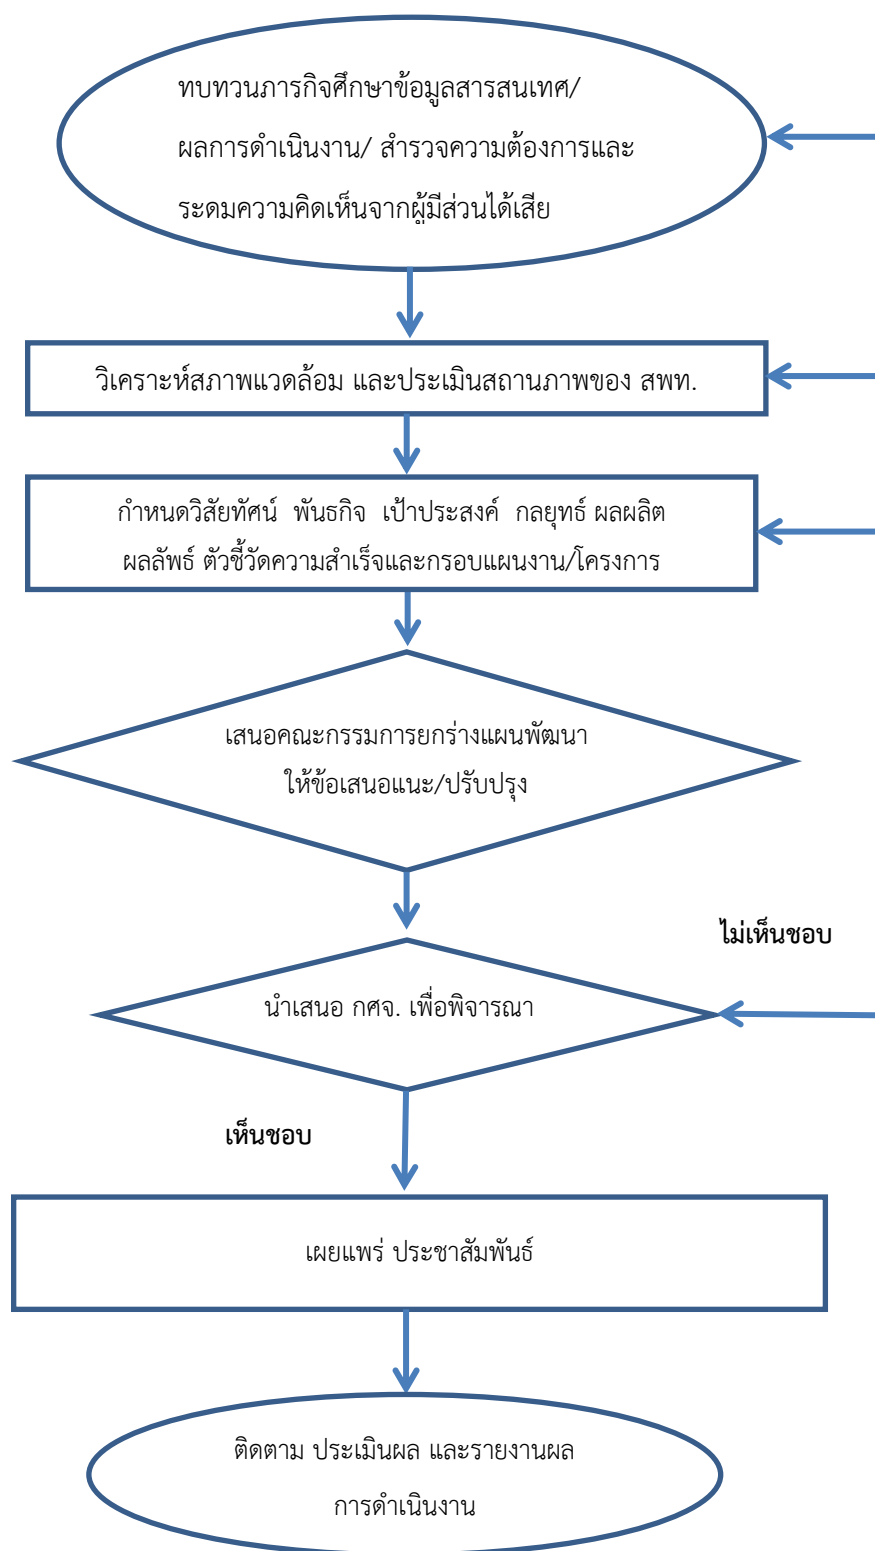 ทบทวนภารกิจศึกษาข้อมูลสารสนเทศ/
ผลการดำเนินงาน/ สำรวจความต้องการและ
ระดมความคิดเห็นจากผู้มีส่วนได้เสีย
วิเคราะห์สภาพแวดล้อม และประเมินสถานภาพของ สพท.
กำหนดวิสัยทัศน์ พันธกิจ เป้าประสงค์ กลยุทธ์ ผลผลิต
ผลลัพธ์ ตัวชี้วัดความสำเร็จและกรอบแผนงาน/โครงการ
เสนอคณะกรรมการยกร่างแผนพัฒนา
ให้ข้อเสนอแนะ/ปรับปรุง
ไม่เห็นชอบ
นำเสนอ กศจ. เพื่อพิจารณา
เห็นชอบ
เผยแพร่ ประชาสัมพันธ์
ติดตาม ประเมินผล และรายงานผล
การดำเนินงาน